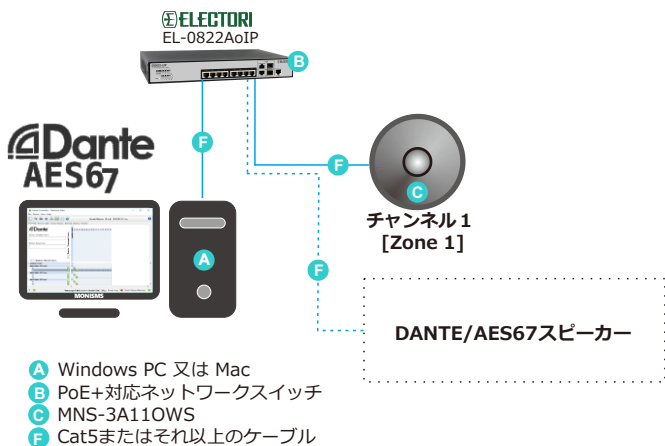 ELECTORI
EL-0822AoIP
B
F
Dante
AES67
F
C
チャンネル1
[Zone 1]
A
Dante
MONISMS
F
DANTE/AES67スピーカー
A Windows PC 又は Mac
B PoE+対応ネットワークスイッチ
C MNS-3A11OWS
F Cat5またはそれ以上のケーブル